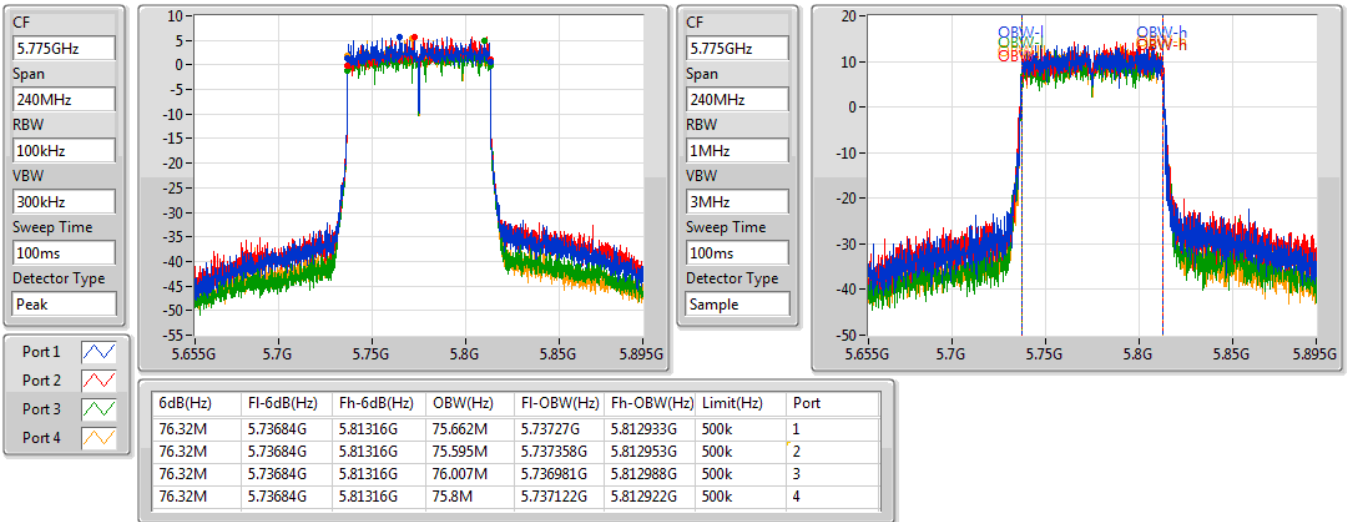 CF
5.775GHz
Span
240MHz
RBW
100kHz
VBW
300kHz
Sweep Time
100ms
Detector Type
Peak
10
5
0
-5
-10
-15
-20
-25
-30
-35
-40
-45
-50
-55
5.655G 5.7G 5.75G 5.8G 5.85G 5.895G
CF
5.775GHz
Span
240MHz
RBW
1MHz
VBW
3MHz
Sweep Time
100ms
Detector Type
Sample
20
10
0
-10
-20
-30
-40
-50
OBW-l OBW-h
OBW-h
5.655G 5.7G 5.75G 5.8G 5.85G 5.895G
Port 1
Port 2
Port 3
Port 4
6dB(Hz) Fl-6dB(Hz) Fh-6dB(Hz) OBW(Hz) Fl-OBW(Hz) Fh-OBW(Hz) Limit(Hz) Port
76.32M 5.73684G 5.81316G 75.662M 5.73727G 5.812933G 500k 1
76.32M 5.73684G 5.81316G 75.595M 5.737358G 5.812953G 500k 2
76.32M 5.73684G 5.81316G 76.007M 5.736981G 5.812988G 500k 3
76.32M 5.73684G 5.81316G 75.8M 5.737122G 5.812922G 500k 4